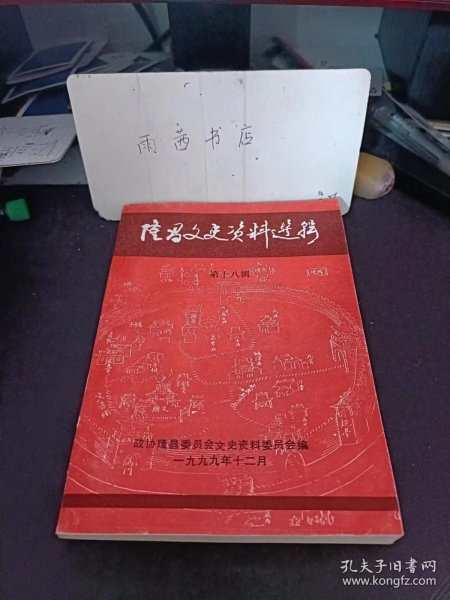 雨茜书店
隆昌文史资料选辑
第十八辑
政协隆昌委员会文史资料委员会编
一九九九年十二月
孔夫子旧书网
www.kongfz.com